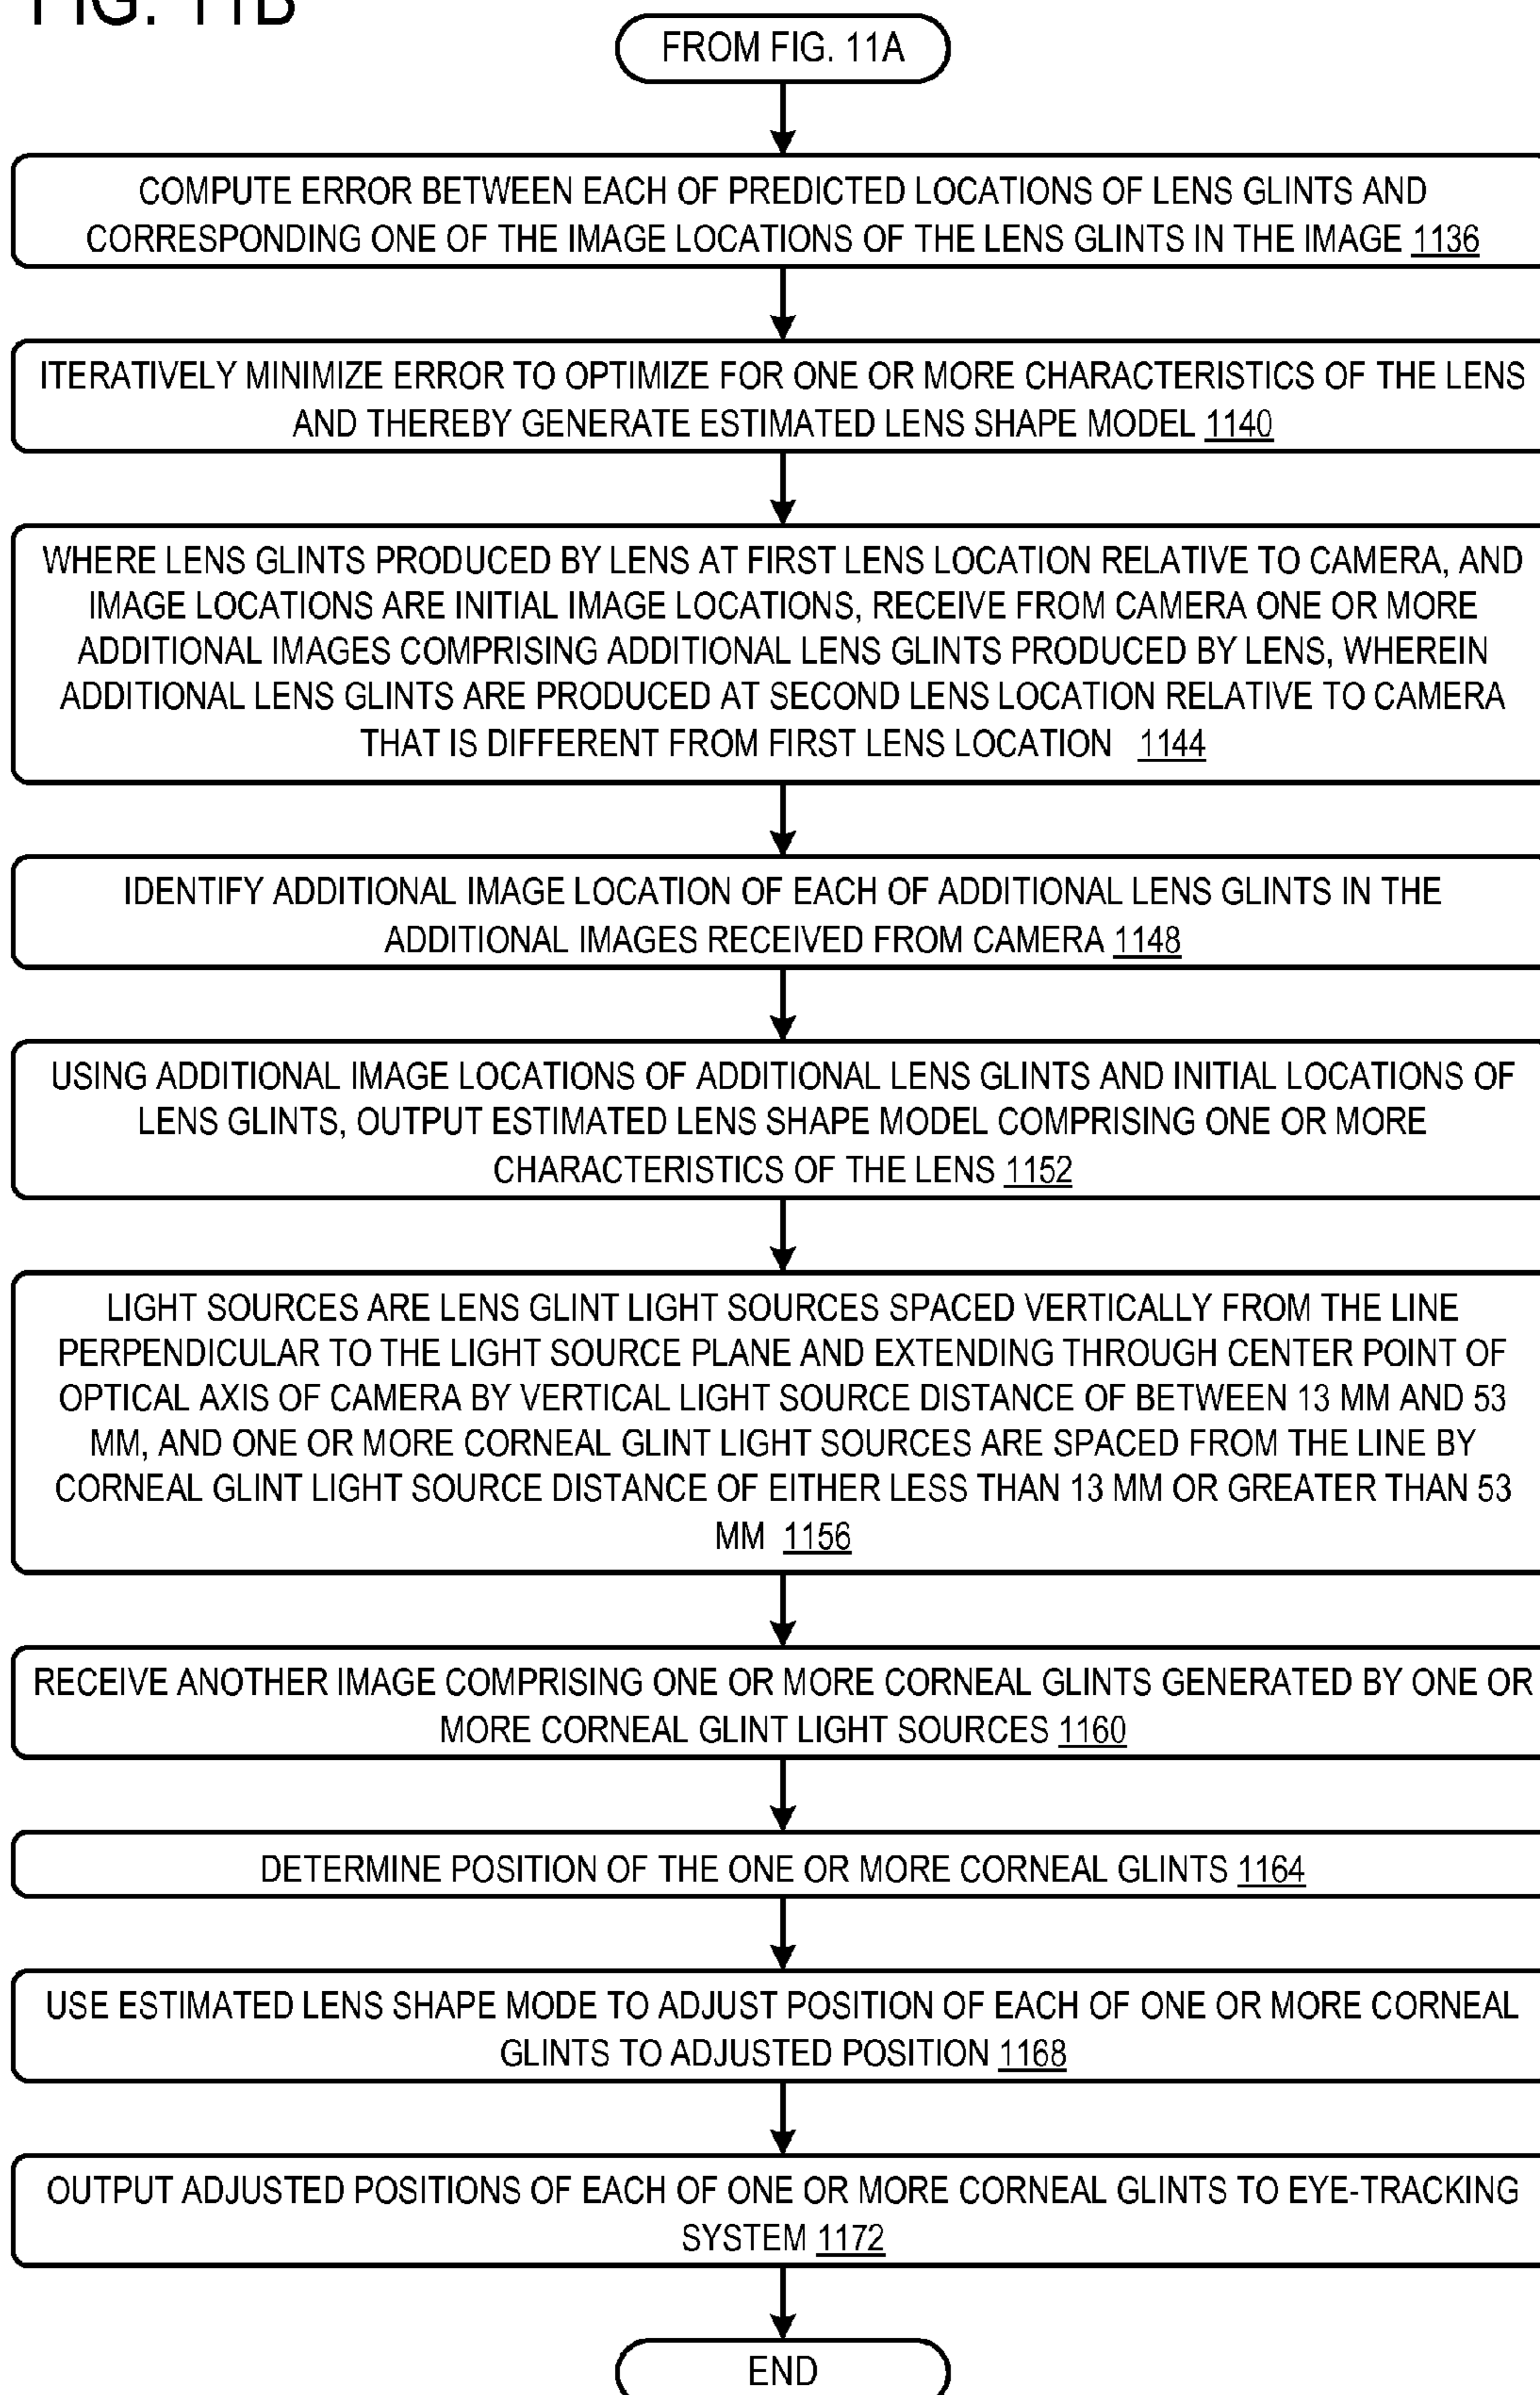 FIG. 11B
FROM FIG. 11A
COMPUTE ERROR BETWEEN EACH OF PREDICTED LOCATIONS OF LENS GLINTS AND
CORRESPONDING ONE OF THE IMAGE LOCATIONS OF THE LENS GLINTS IN THE IMAGE 1136
ITERATIVELY MINIMIZE ERROR TO OPTIMIZE FOR ONE OR MORE CHARACTERISTICS OF THE LENS
AND THEREBY GENERATE ESTIMATED LENS SHAPE MODEL 1140
WHERE LENS GLINTS PRODUCED BY LENS AT FIRST LENS LOCATION RELATIVE TO CAMERA, AND
IMAGE LOCATIONS ARE INITIAL IMAGE LOCATIONS, RECEIVE FROM CAMERA ONE OR MORE
ADDITIONAL IMAGES COMPRISING ADDITIONAL LENS GLINTS PRODUCED BY LENS, WHEREIN
ADDITIONAL LENS GLINTS ARE PRODUCED AT SECOND LENS LOCATION RELATIVE TO CAMERA
THAT IS DIFFERENT FROM FIRST LENS LOCATION 1144
IDENTIFY ADDITIONAL IMAGE LOCATION OF EACH OF ADDITIONAL LENS GLINTS IN THE
ADDITIONAL IMAGES RECEIVED FROM CAMERA 1148
USING ADDITIONAL IMAGE LOCATIONS OF ADDITIONAL LENS GLINTS AND INITIAL LOCATIONS OF
LENS GLINTS, OUTPUT ESTIMATED LENS SHAPE MODEL COMPRISING ONE OR MORE
CHARACTERISTICS OF THE LENS 1152
LIGHT SOURCES ARE LENS GLINT LIGHT SOURCES SPACED VERTICALLY FROM THE LINE
PERPENDICULAR TO THE LIGHT SOURCE PLANE AND EXTENDING THROUGH CENTER POINT OF
OPTICAL AXIS OF CAMERA BY VERTICAL LIGHT SOURCE DISTANCE OF BETWEEN 13 MM AND 53
MM, AND ONE OR MORE CORNEAL GLINT LIGHT SOURCES ARE SPACED FROM THE LINE BY
CORNEAL GLINT LIGHT SOURCE DISTANCE OF EITHER LESS THAN 13 MM OR GREATER THAN 53
MM 1156
RECEIVE ANOTHER IMAGE COMPRISING ONE OR MORE CORNEAL GLINTS GENERATED BY ONE OR
MORE CORNEAL GLINT LIGHT SOURCES 1160
DETERMINE POSITION OF THE ONE OR MORE CORNEAL GLINTS 1164
USE ESTIMATED LENS SHAPE MODE TO ADJUST POSITION OF EACH OF ONE OR MORE CORNEAL
GLINTS TO ADJUSTED POSITION 1168
OUTPUT ADJUSTED POSITIONS OF EACH OF ONE OR MORE CORNEAL GLINTS TO EYE-TRACKING
SYSTEM 1172
END